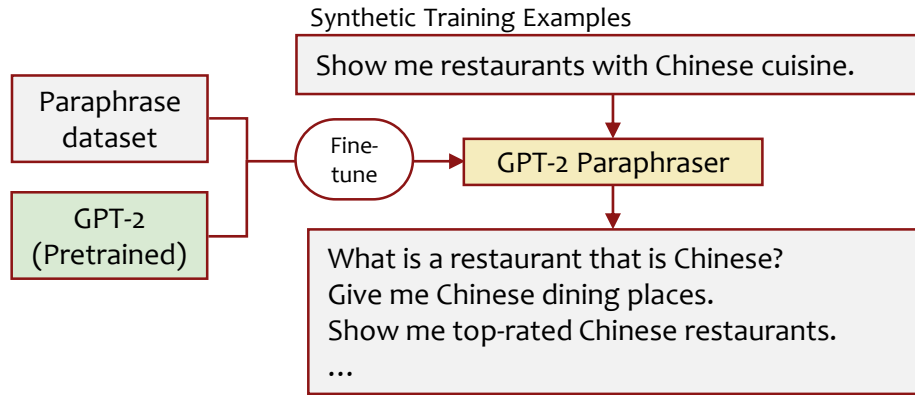 Synthetic Training Examples
Show me restaurants with Chinese cuisine.
Paraphrase
dataset
Fine-
tune
GPT-2 Paraphraser
GPT-2
(Pretrained)
What is a restaurant that is Chinese?
Give me Chinese dining places.
Show me top-rated Chinese restaurants.
…